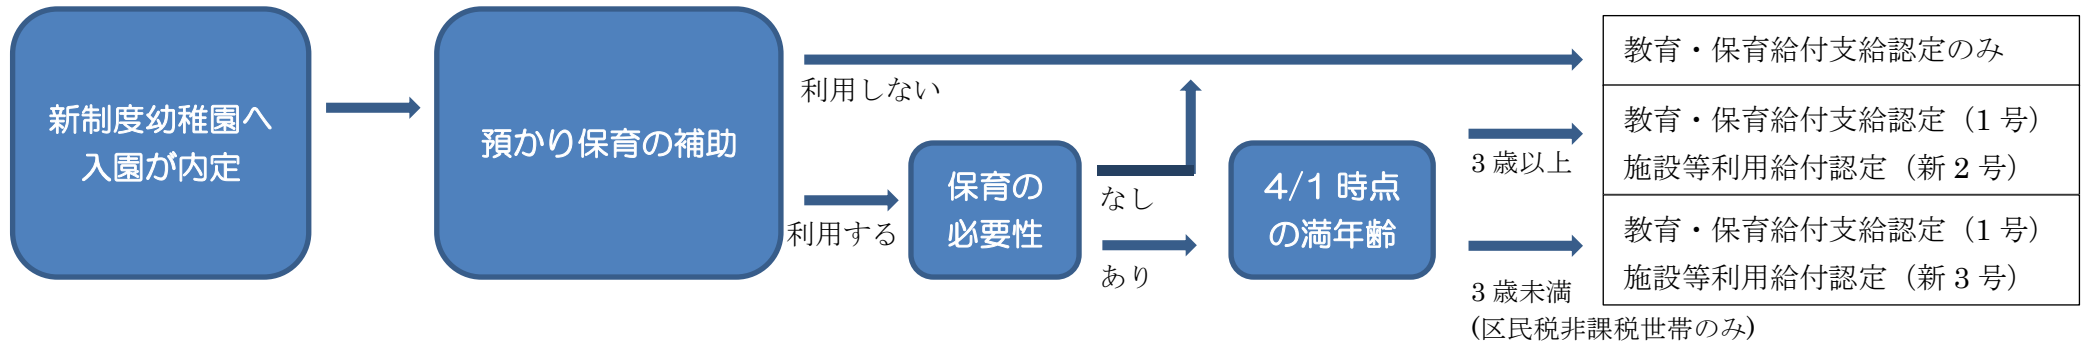 新制度幼稚園へ
入園が内定
預かり保育の補助
利用しない
利用する
保育の
必要性
なし
あり
4/1 時点
の満年齢
3 歳以上
3 歳未満
(区民税非課税世帯のみ)
教育・保育給付支給認定のみ
教育・保育給付支給認定（1 号）
施設等利用給付認定（新 2 号）
教育・保育給付支給認定（1 号）
施設等利用給付認定（新 3 号）